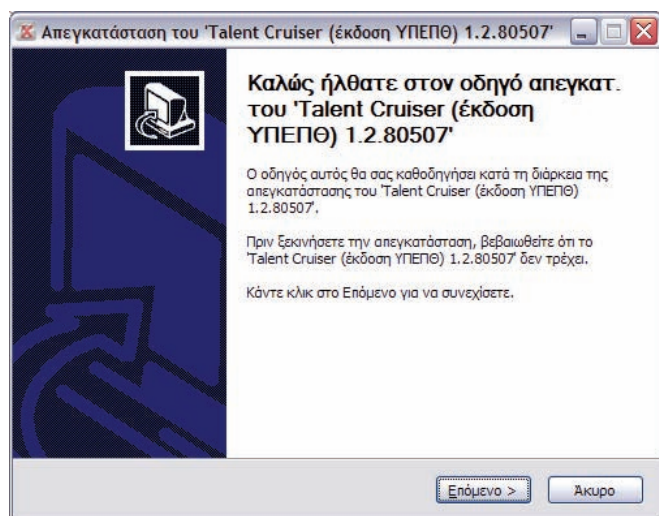 Απεγκατάσταση του 'Talent Cruiser (έκδοση ΥΠΕΠΘ) 1.2.80507'
Καλώς ήλθατε στον οδηγό απεγκατ.
του 'Talent Cruiser (έκδοση
ΥΠΕΠΘ) 1.2.80507'
Ο οδηγός αυτός θα σας καθοδηγήσει κατά τη διάρκεια της
απεγκατάστασης του 'Talent Cruiser (έκδοση ΥΠΕΠΘ)
1.2.80507'.
Πριν ξεκινήσετε την απεγκατάσταση, βεβαιωθείτε ότι το
'Talent Cruiser (έκδοση ΥΠΕΠΘ) 1.2.80507' δεν τρέχει.
Κάντε κλικ στο Επόμενο για να συνεχίσετε.
Επόμενο >
Άκυρο